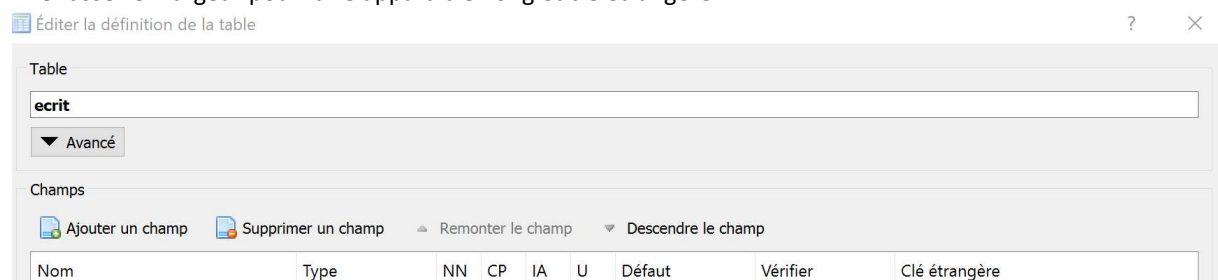 Éditer la définition de la table ?
Table
ecrit
Avancé
Champs
Ajouter un champ Supprimer un champ Remonter le champ Descendre le champ
Nom Type NN CP IA U Défaut Vérifier Clé étrangère